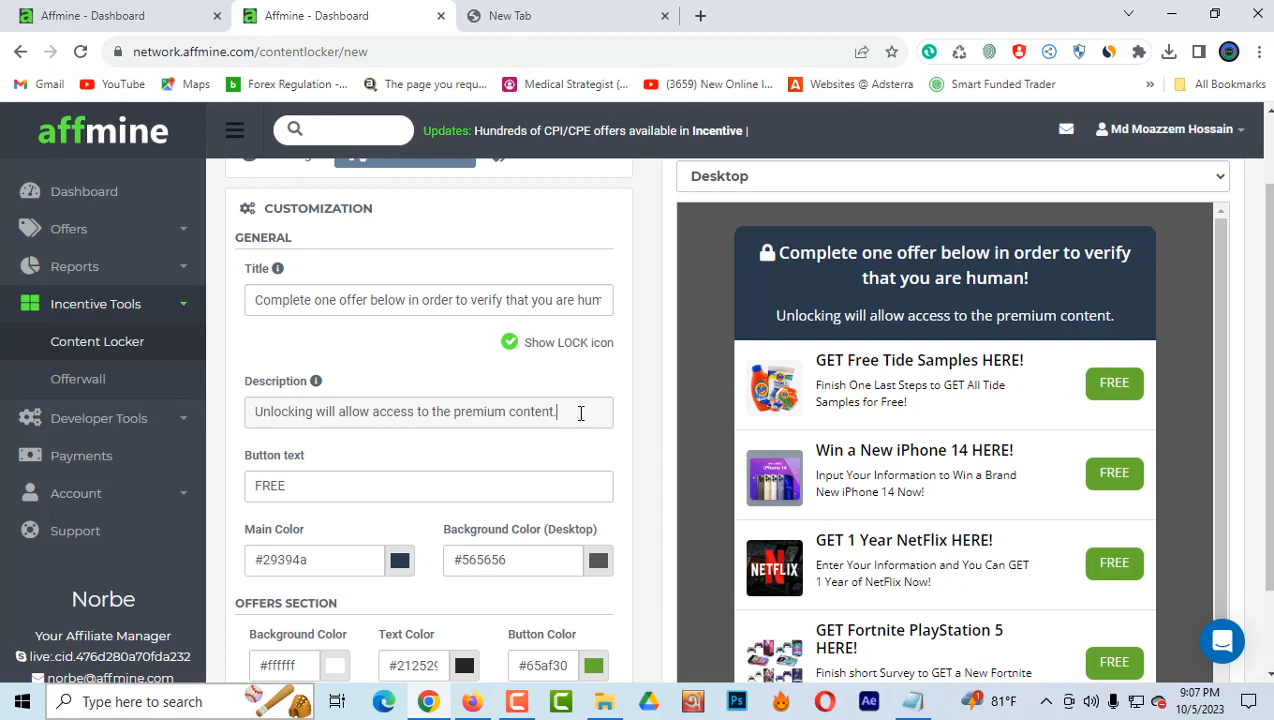 Affmine - Dashboard
Affmine - Dashboard
New Tab
network.affmine.com/contentlocker/new
Gmail
YouTube
Maps
Forex Regulation -...
The page you requ...
Medical Strategist (...
(3659) New Online I...
Websites @ Adsterra
Smart Funded Trader
»
All Bookmarks
affmine
Updates: Hundreds of CPI/CPE offers available in Incentive |
Md Moazzem Hossain
Dashboard
Offers
Reports
Incentive Tools
Content Locker
Offerwall
Developer Tools
Payments
Account
Support
Norbe
Your Affiliate Manager
live:.cid.476d280a70fda232
norbe@affmine.com
CUSTOMIZATION
GENERAL
Title
Complete one offer below in order to verify that you are hum
Show LOCK icon
Description
Unlocking will allow access to the premium content.
Button text
FREE
Main Color
Background Color (Desktop)
#29394a
#565656
OFFERS SECTION
Background Color
Text Color
Button Color
#ffffff
#212529
#65af30
Desktop
Complete one offer below in order to verify
that you are human!
Unlocking will allow access to the premium content.
GET Free Tide Samples HERE!
Finish One Last Steps to GET All Tide
Samples for Free!
FREE
Win a New iPhone 14 HERE!
Input Your Information to Win a Brand
New iPhone 14 Now!
FREE
NETFLIX
GET 1 Year NetFlix HERE!
Enter Your Information and You Can GET
1 Year of NetFlix Now!
FREE
GET Fortnite PlayStation 5
HERE!
Finish short Survey to GET a New Fortnite
FREE
Type here to search
81°F
9:07 PM
10/5/2023